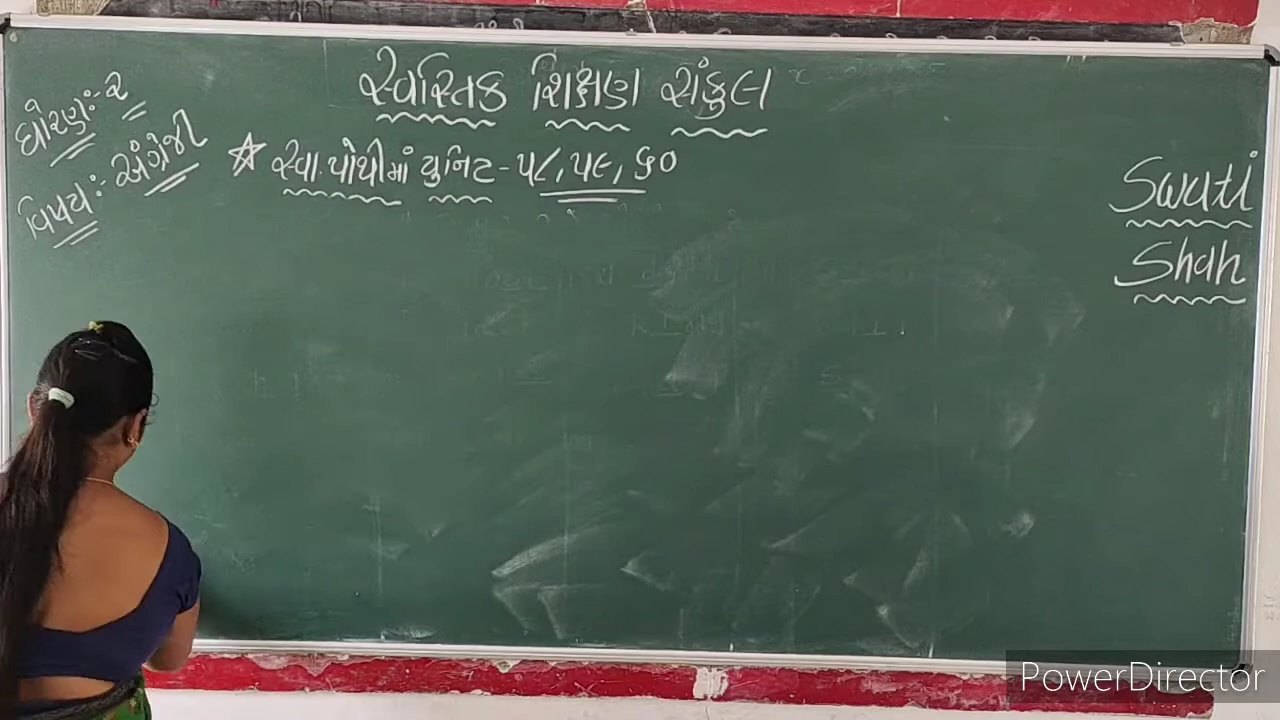 સ્વસ્તિક શિક્ષણ સંકુલ
ધોરણઃ- ૨
વિષયઃ- અંગ્રેજી
☆ સ્વા.પોથીમાં યુનિટ - ૫૮, ૫૯, ૬૦
Swati
Shah
PowerDirector